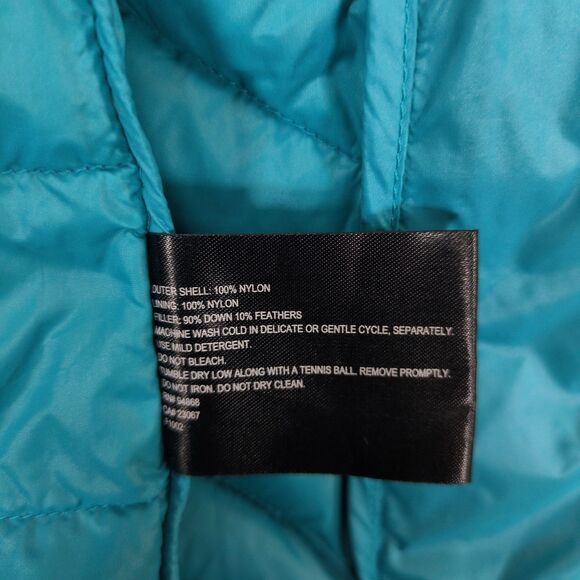 OUTER SHELL: 100% NYLON
LINING: 100% NYLON
FILLER: 90% DOWN 10% FEATHERS
MACHINE WASH COLD IN DELICATE OR GENTLE CYCLE, SEPARATELY.
USE MILD DETERGENT.
DO NOT BLEACH.
TUMBLE DRY LOW ALONG WITH A TENNIS BALL. REMOVE PROMPTLY.
DO NOT IRON. DO NOT DRY CLEAN.
RN# 94868
CA# 23067
F1002